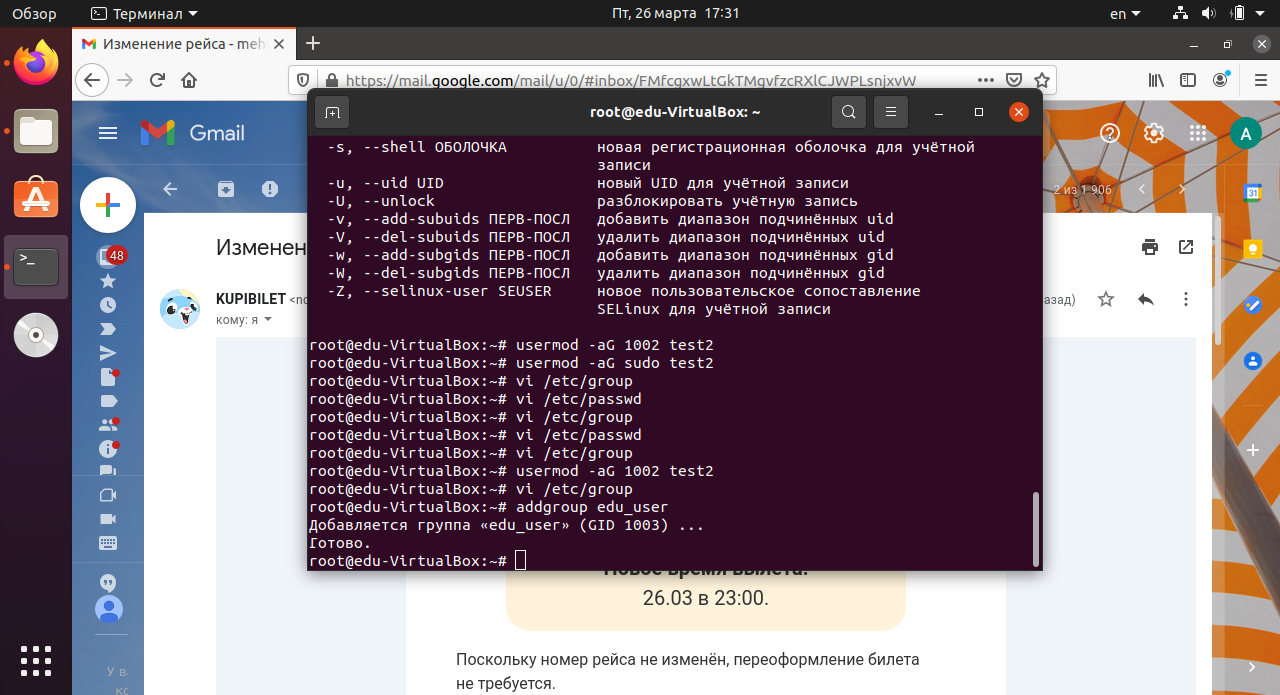 Обзор
Терминал
Пт, 26 марта 17:31
en
Изменение рейса - meh
https://mail.google.com/mail/u/0/#inbox/FMfcgxwLtGkTMgvfzcRXlCJWPLsnjxvW
root@edu-VirtualBox: ~
Gmail
A
2 из 1 906
31
48
Изменен
KUPIBILET <no
азад)
кому: я
-s, --shell ОБОЛОЧКА новая регистрационная оболочка для учётной
записи
-u, --uid UID новый UID для учётной записи
-U, --unlock разблокировать учётную запись
-v, --add-subuids ПЕРВ-ПОСЛ добавить диапазон подчинённых uid
-V, --del-subuids ПЕРВ-ПОСЛ удалить диапазон подчинённых uid
-w, --add-subgids ПЕРВ-ПОСЛ добавить диапазон подчинённых gid
-W, --del-subgids ПЕРВ-ПОСЛ удалить диапазон подчинённых gid
-Z, --selinux-user SEUSER новое пользовательское сопоставление
SELinux для учётной записи
root@edu-VirtualBox:~# usermod -aG 1002 test2
root@edu-VirtualBox:~# usermod -aG sudo test2
root@edu-VirtualBox:~# vi /etc/group
root@edu-VirtualBox:~# vi /etc/passwd
root@edu-VirtualBox:~# vi /etc/group
root@edu-VirtualBox:~# vi /etc/passwd
root@edu-VirtualBox:~# vi /etc/group
root@edu-VirtualBox:~# usermod -aG 1002 test2
root@edu-VirtualBox:~# vi /etc/group
root@edu-VirtualBox:~# addgroup edu_user
Добавляется группа «edu_user» (GID 1003) ...
Готово.
root@edu-VirtualBox:~#
Новое время вылета:
26.03 в 23:00.
Поскольку номер рейса не изменён, переоформление билета
не требуется.
У в
кс